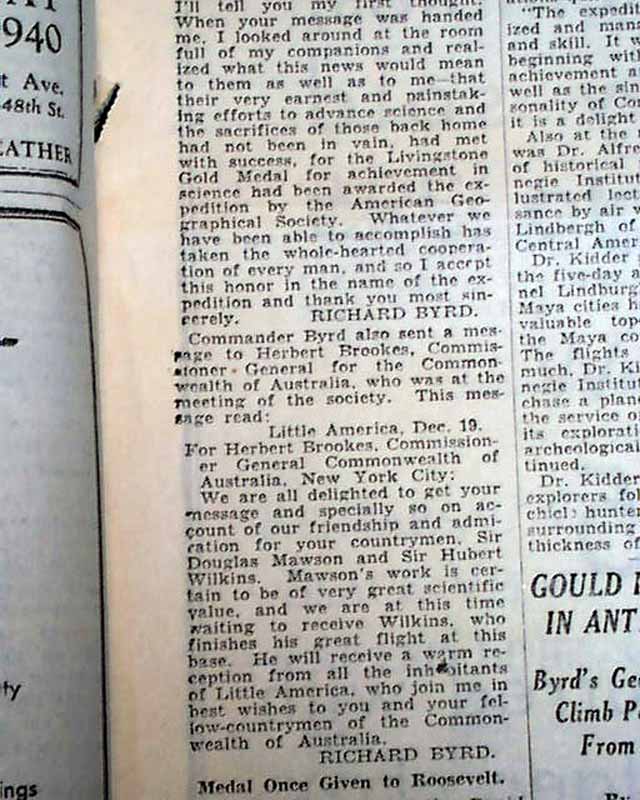 940
Ave.
48th St.
EATHER
ty
ings
I'll tell you my first thought.
When your message was handed
me, I looked around at the room
full of my companions and real-
ized what this news would mean
to them as well as to me—that
their very earnest and painstak-
ing efforts to advance science and
the sacrifices of those back home
had not been in vain, had met
with success, for the Livingstone
Gold Medal for achievement in
science had been awarded the ex-
pedition by the American Geo-
graphical Society. Whatever we
have been able to accomplish has
taken the whole-hearted coopera-
tion of every man, and so I accept
this honor in the name of the ex-
pedition and thank you most sin-
cerely. RICHARD BYRD.
Commander Byrd also sent a mes-
sage to Herbert Brookes, Commis-
sioner General for the Common-
wealth of Australia, who was at the
meeting of the society. This mes-
sage read:
Little America, Dec. 19.
For Herbert Brookes, Commission-
er General Commonwealth of
Australia, New York City:
We are all delighted to get your
message and specially so on ac-
count of our friendship and admi-
ration for your countrymen, Sir
Douglas Mawson and Sir Hubert
Wilkins. Mawson's work is cer-
tain to be of very great scientific
value, and we are at this time
waiting to receive Wilkins, who
finishes his great flight at this
base. He will receive a warm re-
ception from all the inhabitants
of Little America, who join me in
best wishes to you and your fel-
low-countrymen of the Common-
wealth of Australia.
RICHARD BYRD.
Medal Once Given to Roosevelt.
"The expedi
ized and man
and skill. It w
beginning with
achievement a
well as the sin
sonality of Co
it is a delight
Also at the
was Dr. Alfre
of historical
negie Institut
lustrated lect
sance by air w
Lindbergh of
Central Amer
Dr. Kidder
the five-day a
nel Lindburgh
Maya cities h
valuable topo
the Maya co
The flights
much, Dr. Ki
negie Institut
chase a plane
the service o
its explorati
archeological
tinued.
Dr. Kidder
explorers fol
chicle hunter
surrounding
thickness of
GOULD
IN ANT
Byrd's Geo
Climb P
From